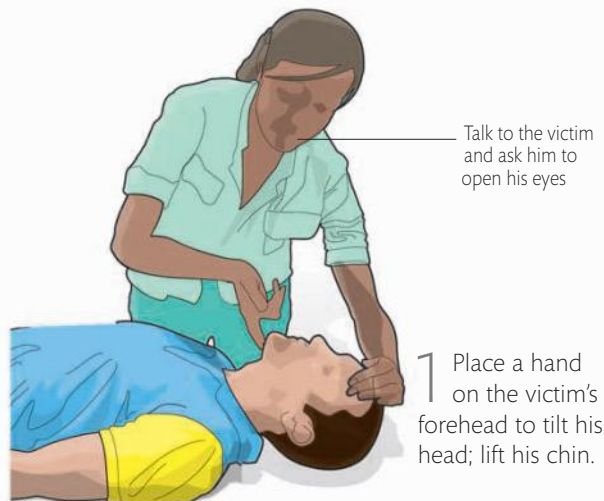 Talk to the victim
and ask him to
open his eyes
1 Place a hand
on the victim’s
forehead to tilt his
head; lift his chin.